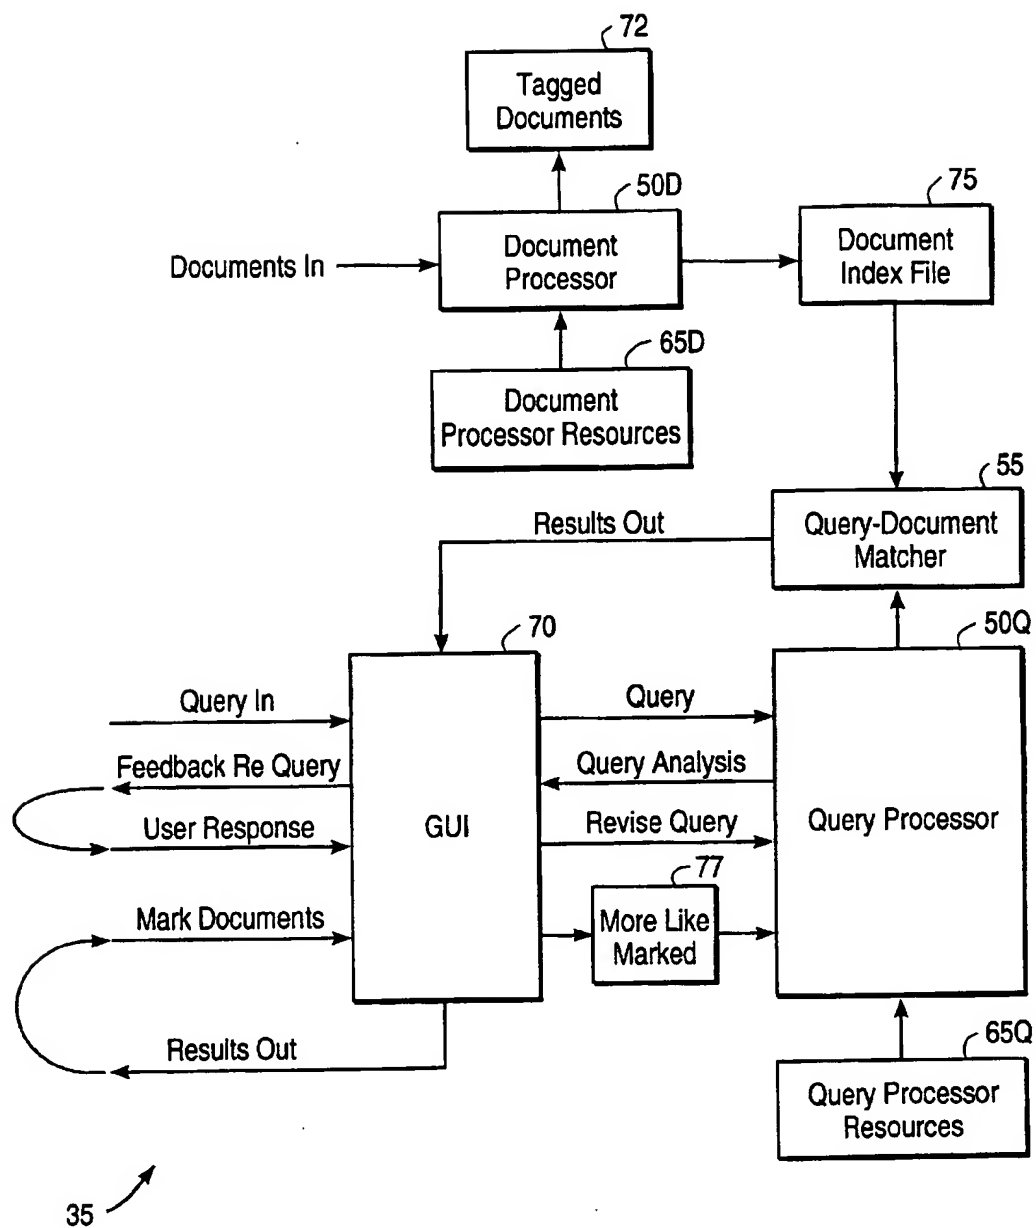 72
Tagged
Documents
50D
75
Documents In
Document
Processor
Document
Index File
65D
Document
Processor Resources
55
Results Out
Query-Document
Matcher
70
50Q
Query In
Query
Feedback Re Query
Query Analysis
User Response
GUI
Revise Query
Query Processor
77
Mark Documents
More Like
Marked
Results Out
65Q
Query Processor
Resources
35